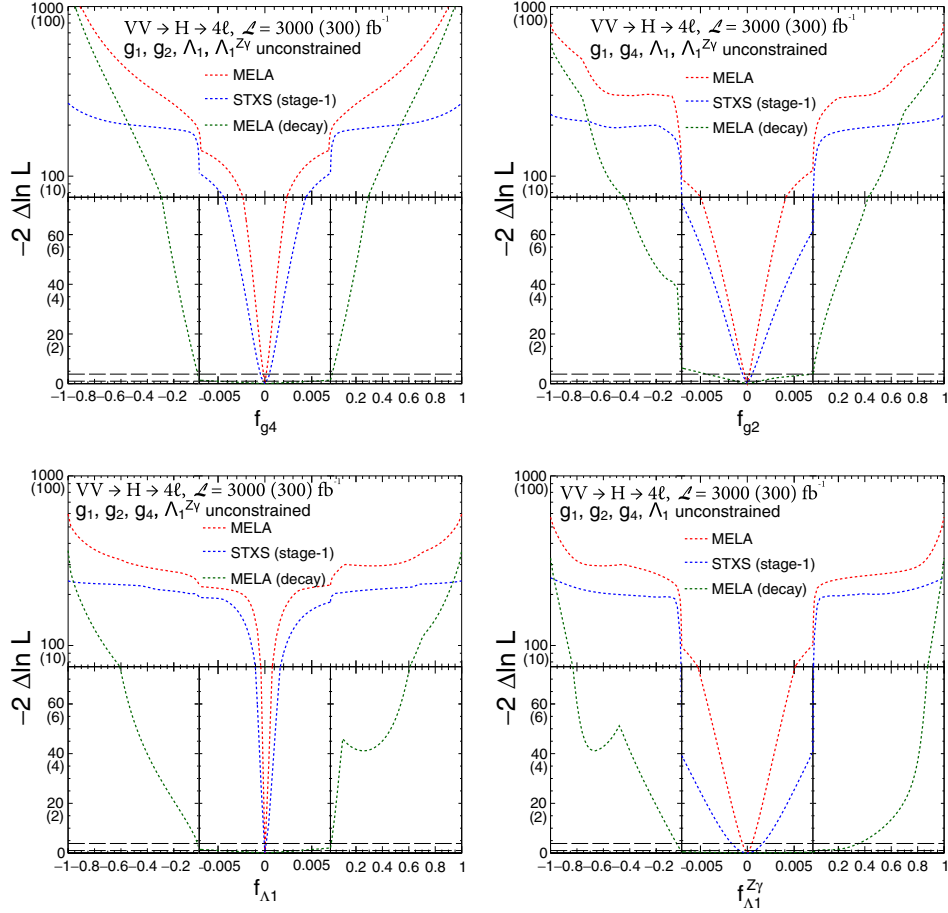 1000
(100)
VV → H → 4ℓ, ℒ = 3000 (300) fb⁻¹
g₁, g₂, Λ₁, Λ₁^Zγ unconstrained
MELA
STXS (stage-1)
MELA (decay)
100
(10)
−2 Δln L
60
(6)
40
(4)
20
(2)
0
−1−0.8−0.6−0.4 −0.2 −0.005 0 0.005 0.2 0.4 0.6 0.8 1
f_g4
1000
(100)
VV → H → 4ℓ, ℒ = 3000 (300) fb⁻¹
g₁, g₄, Λ₁, Λ₁^Zγ unconstrained
MELA
STXS (stage-1)
MELA (decay)
100
(10)
−2 Δln L
60
(6)
40
(4)
20
(2)
0
−1−0.8−0.6−0.4 −0.2 −0.005 0 0.005 0.2 0.4 0.6 0.8 1
f_g2
1000
(100)
VV → H → 4ℓ, ℒ = 3000 (300) fb⁻¹
g₁, g₂, g₄, Λ₁^Zγ unconstrained
MELA
STXS (stage-1)
MELA (decay)
100
(10)
−2 Δln L
60
(6)
40
(4)
20
(2)
0
−1−0.8−0.6−0.4 −0.2 −0.005 0 0.005 0.2 0.4 0.6 0.8 1
f_Λ1
1000
(100)
VV → H → 4ℓ, ℒ = 3000 (300) fb⁻¹
g₁, g₂, g₄, Λ₁ unconstrained
MELA
STXS (stage-1)
MELA (decay)
100
(10)
−2 Δln L
60
(6)
40
(4)
20
(2)
0
−1−0.8−0.6−0.4 −0.2 −0.005 0 0.005 0.2 0.4 0.6 0.8 1
f_Λ1^Zγ